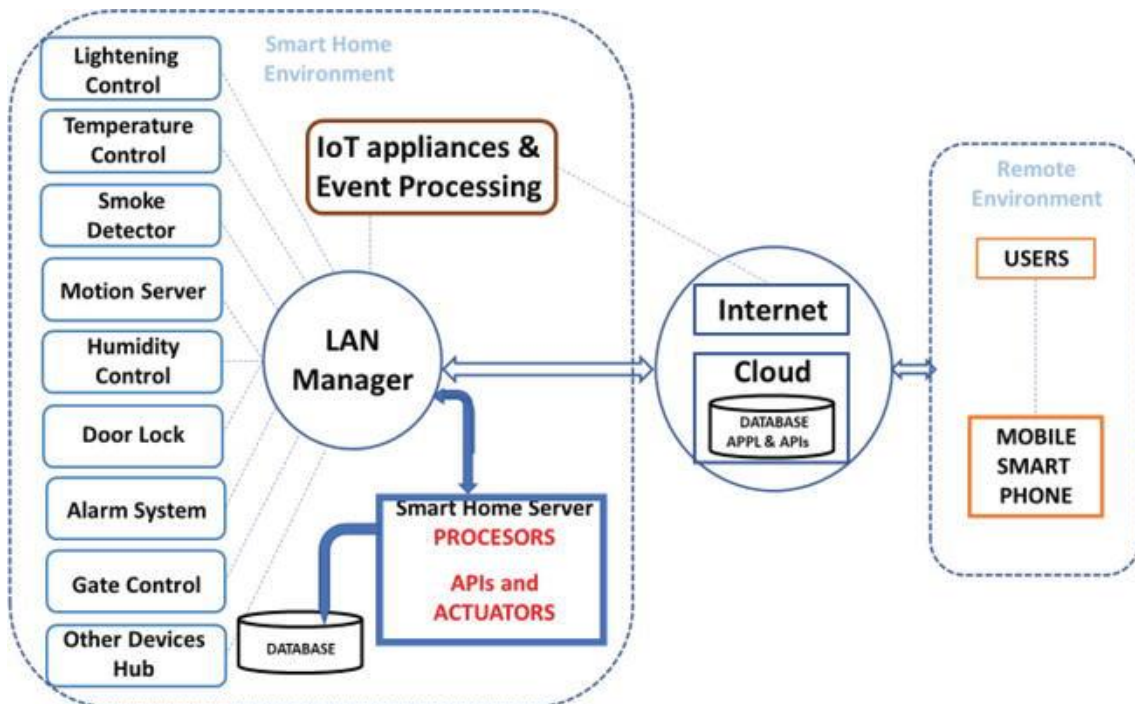 Smart Home
Environment
Lightening
Control
Temperature
Control
Smoke
Detector
Motion Server
Humidity
Control
Door Lock
Alarm System
Gate Control
Other Devices
Hub
IoT appliances &
Event Processing
LAN
Manager
Smart Home Server
PROCESORS
APIs and
ACTUATORS
DATABASE
Internet
Cloud
DATABASE
APPL & APIs
Remote
Environment
USERS
MOBILE
SMART
PHONE